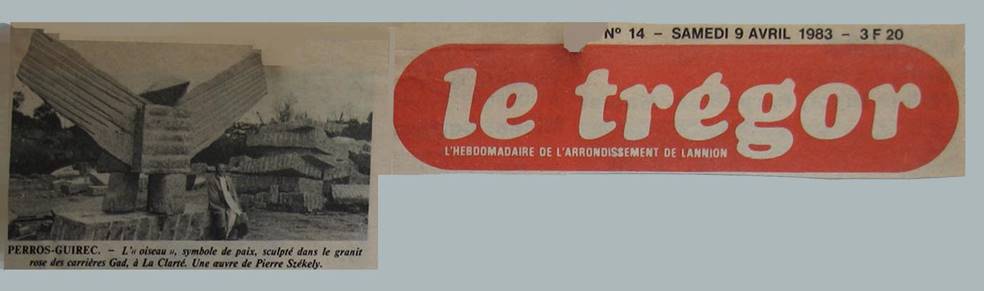 N° 14 - SAMEDI 9 AVRIL 1983 - 3 F 20
le trégor
L'HEBDOMADAIRE DE L'ARRONDISSEMENT DE LANNION
PERROS-GUIREC. - L'« oiseau », symbole de paix, sculpté dans le granit
rose des carrières Gad, à La Clarté. Une œuvre de Pierre Székely.